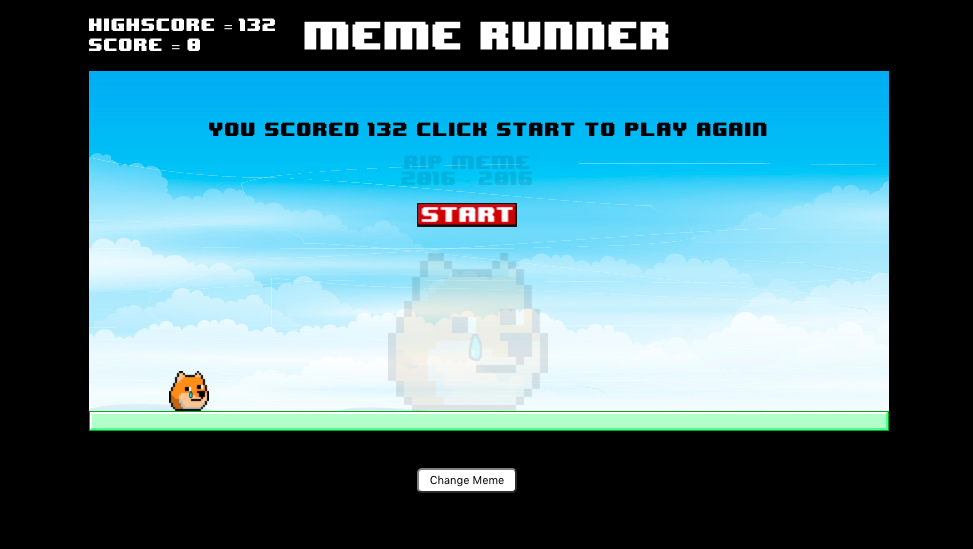 HIGHSCORE = 132
SCORE = 0
MEME RUNNER
YOU SCORED 132 CLICK START TO PLAY AGAIN
RIP MEME
2016 - 2016
START
Change Meme